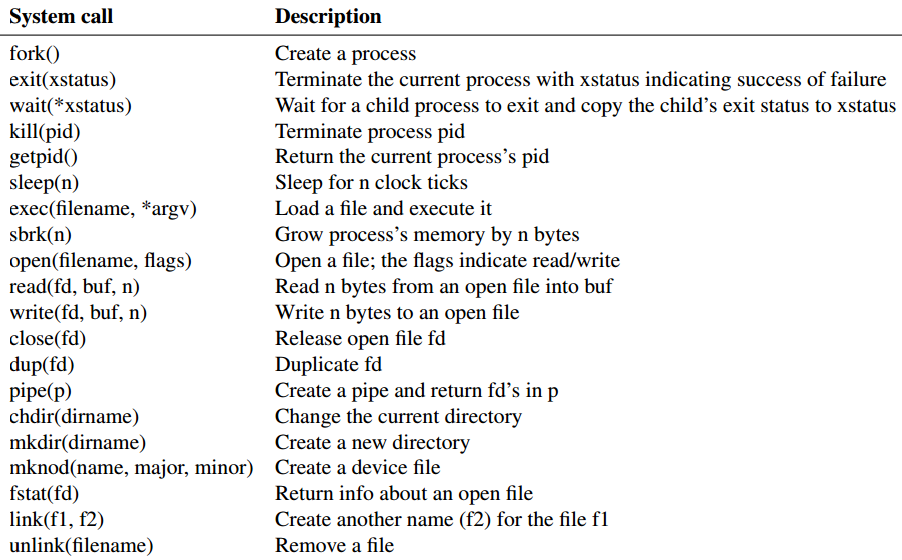 System call Description
fork() Create a process
exit(xstatus) Terminate the current process with xstatus indicating success of failure
wait(*xstatus) Wait for a child process to exit and copy the child’s exit status to xstatus
kill(pid) Terminate process pid
getpid() Return the current process’s pid
sleep(n) Sleep for n clock ticks
exec(filename, *argv) Load a file and execute it
sbrk(n) Grow process’s memory by n bytes
open(filename, flags) Open a file; the flags indicate read/write
read(fd, buf, n) Read n bytes from an open file into buf
write(fd, buf, n) Write n bytes to an open file
close(fd) Release open file fd
dup(fd) Duplicate fd
pipe(p) Create a pipe and return fd’s in p
chdir(dirname) Change the current directory
mkdir(dirname) Create a new directory
mknod(name, major, minor) Create a device file
fstat(fd) Return info about an open file
link(f1, f2) Create another name (f2) for the file f1
unlink(filename) Remove a file